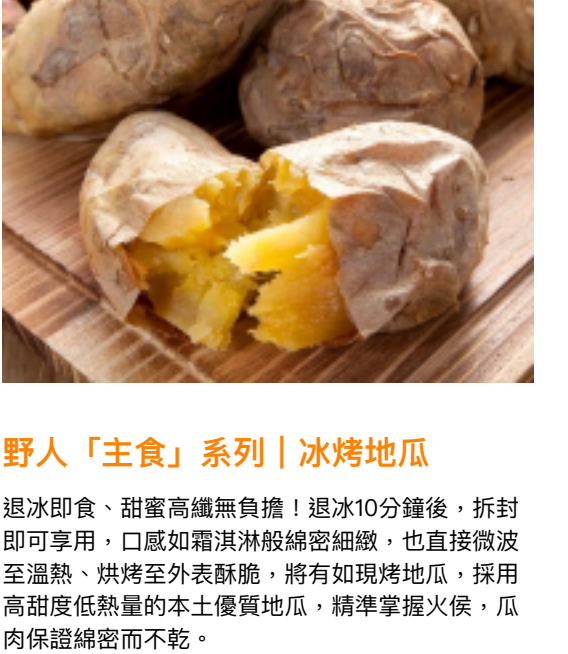 野人「主食」系列｜冰烤地瓜
退冰即食、甜蜜高纖無負擔！退冰10分鐘後，拆封
即可享用，口感如霜淇淋般綿密細緻，也直接微波
至溫熱、烘烤至外表酥脆，將有如現烤地瓜，採用
高甜度低熱量的本土優質地瓜，精準掌握火侯，瓜
肉保證綿密而不乾。